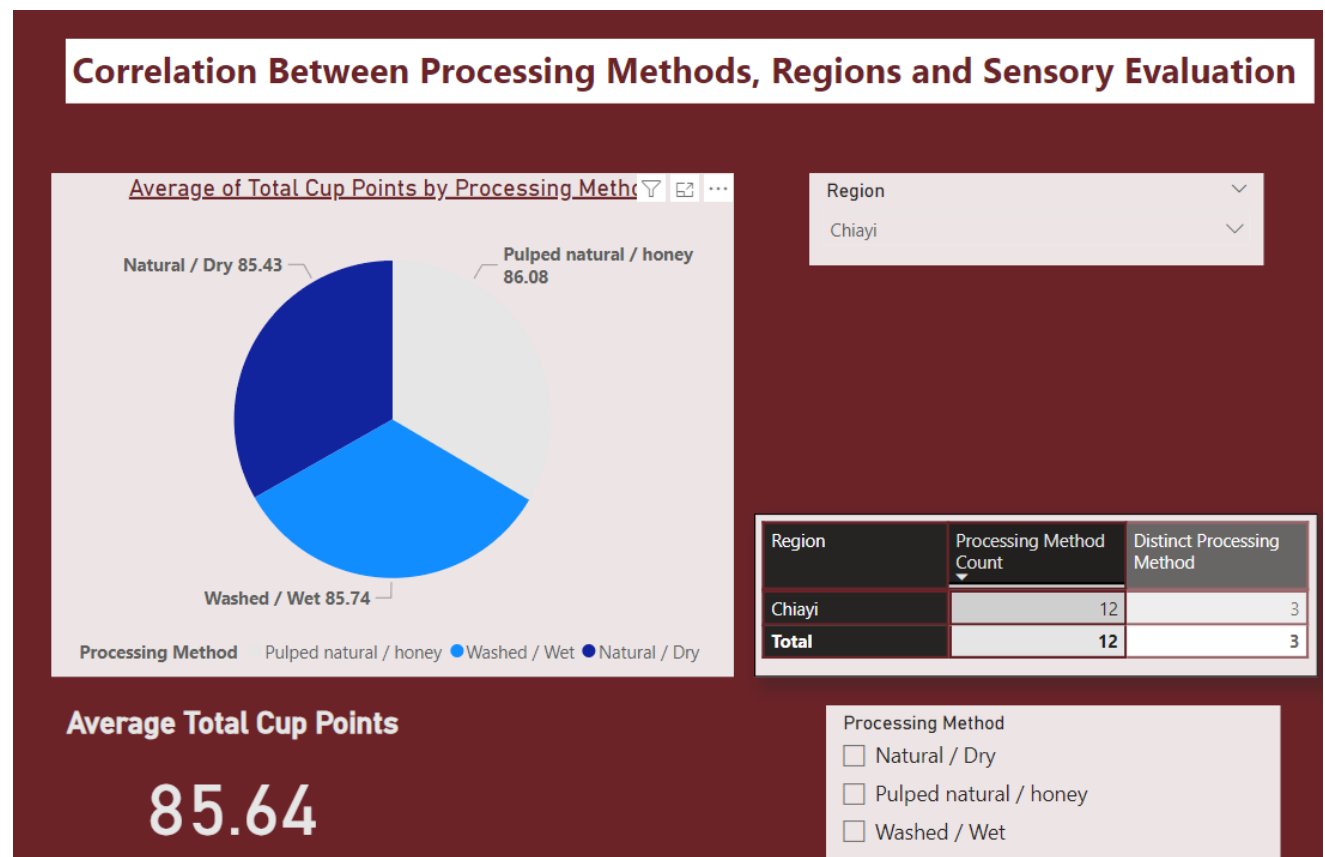 Correlation Between Processing Methods, Regions and Sensory Evaluation
Average of Total Cup Points by Processing
Region
Chiayi
Natural / Dry 85.43
Pulped natural / honey
86.08
Washed / Wet 85.74
Processing Method Pulped natural / honey Washed / Wet Natural / Dry
Region Processing Method Count Distinct Processing Method
Chiayi 12 3
Total 12 3
Average Total Cup Points
85.64
Processing Method
Natural / Dry
Pulped natural / honey
Washed / Wet